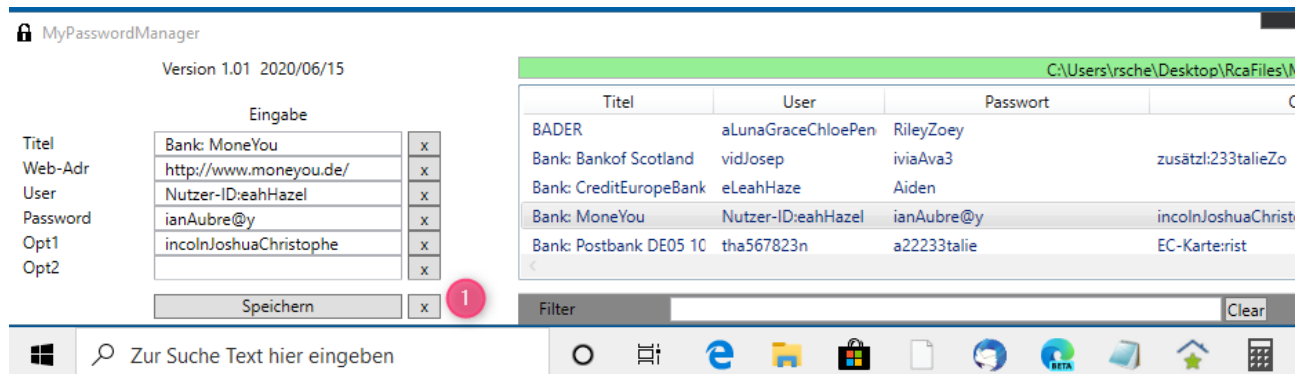 MyPasswordManager
Version 1.01 2020/06/15
Eingabe
Titel Bank: MoneYou x
Web-Adr http://www.moneyou.de/ x
User Nutzer-ID:eahHazel x
Password ianAubre@y x
Opt1 incolnJoshuaChristophe x
Opt2 x
Speichern x 1
C:\Users\rsche\Desktop\RcaFiles\M
Titel User Passwort
BADER aLunaGraceChloePen RileyZoey
Bank: Bankof Scotland vidJosep iviaAva3 zusätzl:233talieZo
Bank: CreditEuropeBank eLeahHaze Aiden
Bank: MoneYou Nutzer-ID:eahHazel ianAubre@y incolnJoshuaChrist
Bank: Postbank DE05 10 tha567823n a22233talie EC-Karte:rist
Filter Clear
Zur Suche Text hier eingeben
BETA